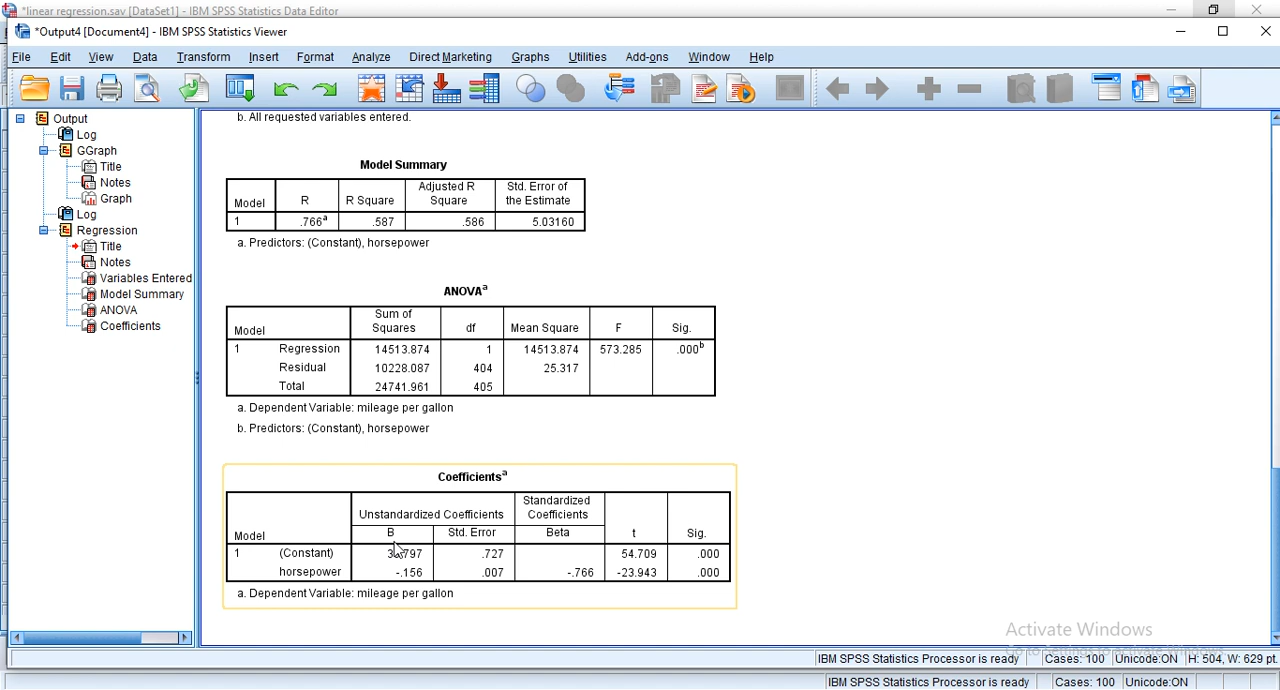 *linear regression.sav [DataSet1] - IBM SPSS Statistics Data Editor
*Output4 [Document4] - IBM SPSS Statistics Viewer
File Edit View Data Transform Insert Format Analyze Direct Marketing Graphs Utilities Add-ons Window Help
Output
Log
GGraph
Title
Notes
Graph
Log
Regression
Title
Notes
Variables Entered
Model Summary
ANOVA
Coefficients
b. All requested variables entered.
Model Summary
Model R R Square Adjusted R Square Std. Error of the Estimate
1 .766a .587 .586 5.03160
a. Predictors: (Constant), horsepower
ANOVAa
Model Sum of Squares df Mean Square F Sig.
1 Regression 14513.874 1 14513.874 573.285 .000b
Residual 10228.087 404 25.317
Total 24741.961 405
a. Dependent Variable: mileage per gallon
b. Predictors: (Constant), horsepower
Coefficientsa
Unstandardized Coefficients Standardized Coefficients
Model B Std. Error Beta t Sig.
1 (Constant) .727 54.709 .000
horsepower -.156 .007 -.766 -23.943 .000
a. Dependent Variable: mileage per gallon
Activate Windows
IBM SPSS Statistics Processor is ready Cases: 100 Unicode:ON H: 504, W: 629 pt.
IBM SPSS Statistics Processor is ready Cases: 100 Unicode:ON